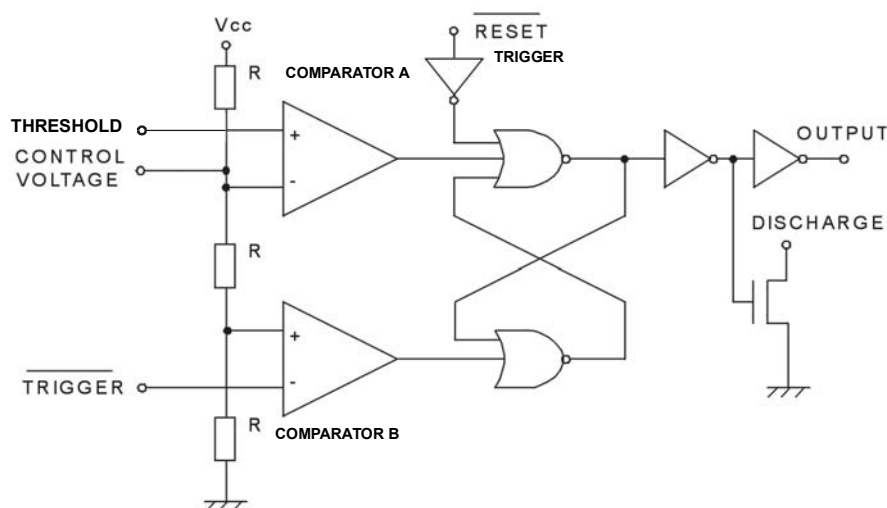 Vcc
RESET
TRIGGER
R
COMPARATOR A
THRESHOLD
+
OUTPUT
CONTROL
VOLTAGE
-
DISCHARGE
R
+
TRIGGER
-
R
COMPARATOR B